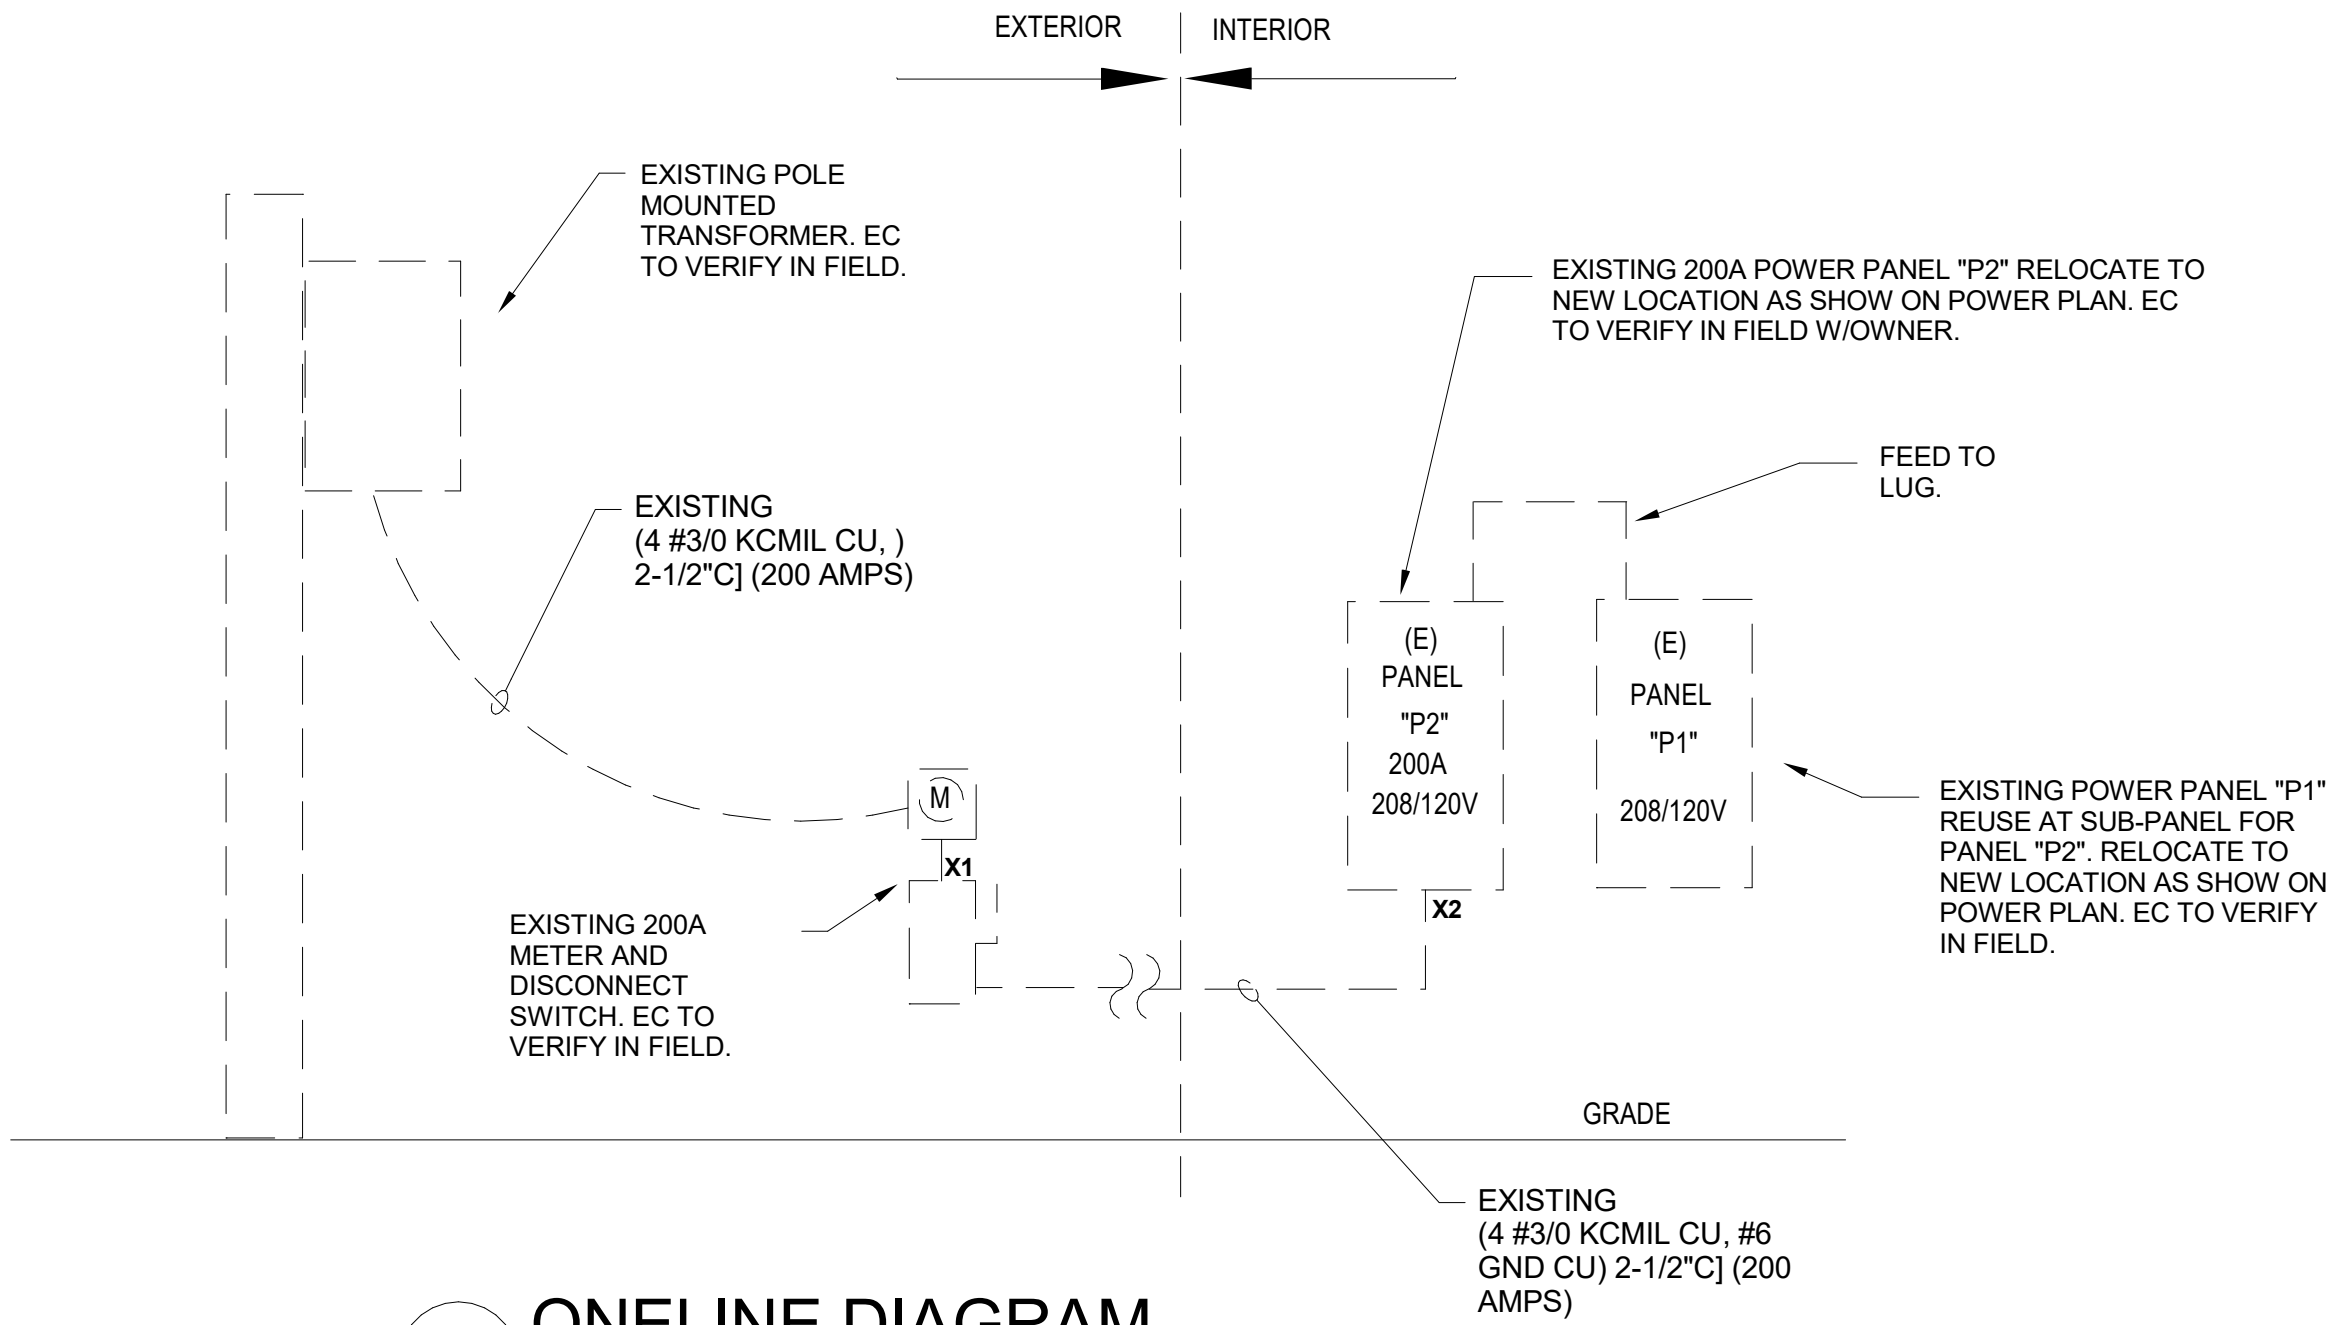 EXTERIOR
INTERIOR
EXISTING POLE
MOUNTED
TRANSFORMER. EC
TO VERIFY IN FIELD.
EXISTING 200A POWER PANEL "P2" RELOCATE TO
NEW LOCATION AS SHOW ON POWER PLAN. EC
TO VERIFY IN FIELD W/OWNER.
FEED TO
LUG.
EXISTING
(4 #3/0 KCMIL CU, )
2-1/2"C] (200 AMPS)
(E)
PANEL
"P2"
200A
208/120V
(E)
PANEL
"P1"
208/120V
M
X1
X2
EXISTING POWER PANEL "P1"
REUSE AT SUB-PANEL FOR
PANEL "P2". RELOCATE TO
NEW LOCATION AS SHOW ON
POWER PLAN. EC TO VERIFY
IN FIELD.
EXISTING 200A
METER AND
DISCONNECT
SWITCH. EC TO
VERIFY IN FIELD.
GRADE
EXISTING
(4 #3/0 KCMIL CU, #6
GND CU) 2-1/2"C] (200
AMPS)
ONELINE DIAGRAM